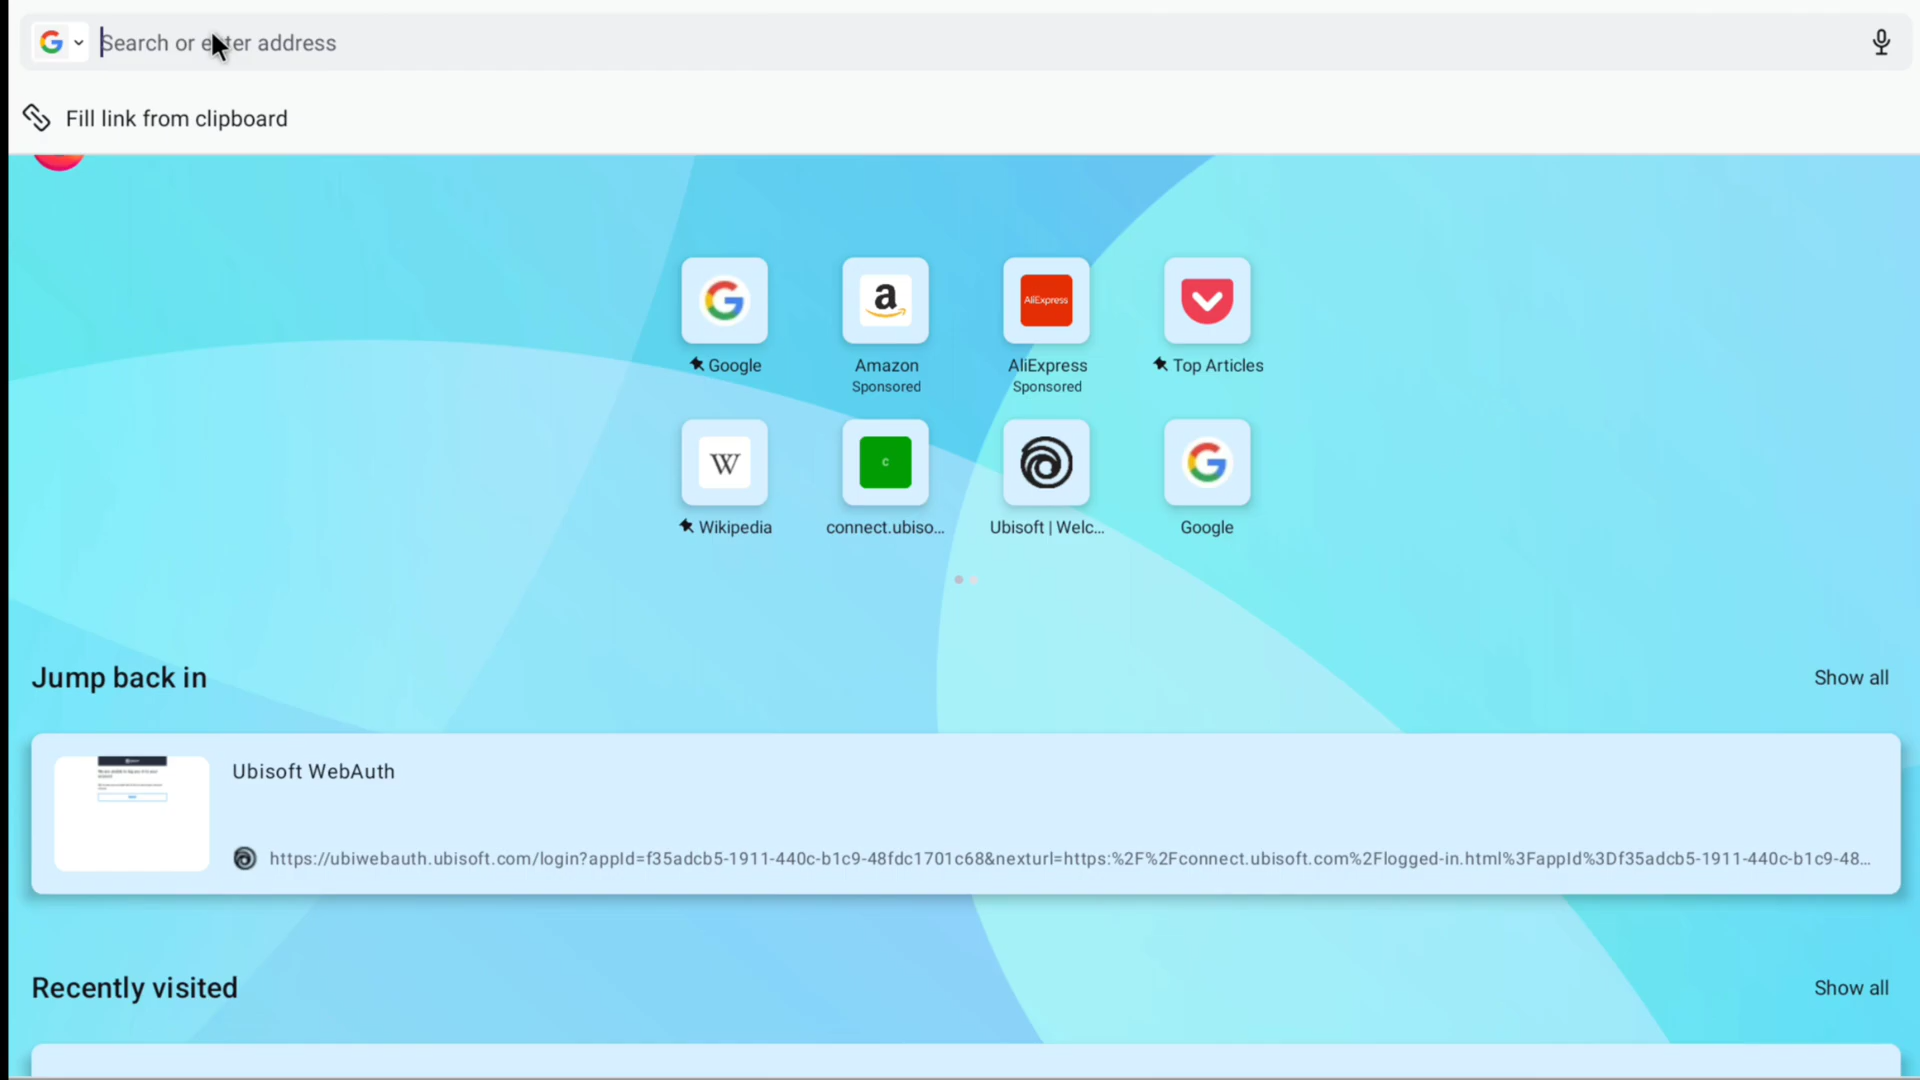 Search or enter address
Fill link from clipboard
AliExpress
Google
Amazon
Sponsored
AliExpress
Sponsored
Top Articles
W
C
Wikipedia
connect.ubiso...
Ubisoft | Welc...
Google
Jump back in
Show all
Ubisoft WebAuth
https://ubiwebauth.ubisoft.com/login?appId=f35adcb5-1911-440c-b1c9-48fdc1701c68&nexturl=https:%2F%2Fconnect.ubisoft.com%2Flogged-in.html%3FappId%3Df35adcb5-1911-440c-b1c9-48...
Recently visited
Show all